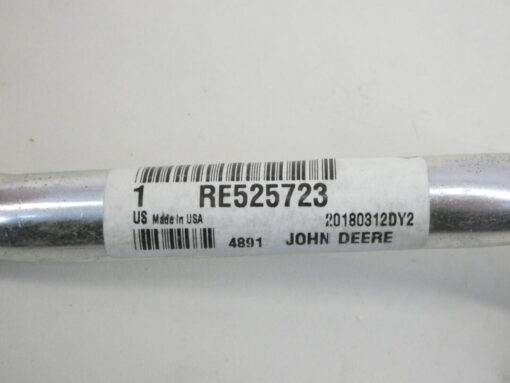 1 RE525723
US Made In USA 20180312DY2
4891 JOHN DEERE